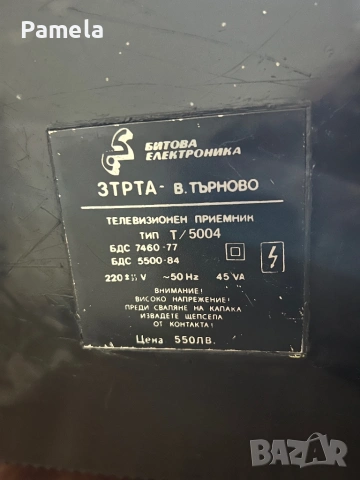 Pamela
БИТОВА
ЕЛЕКТРОНИКА
ЗТРТА - В. ТЪРНОВО
ТЕЛЕВИЗИОНЕН ПРИЕМНИК
ТИП Т/5004
БДС 7460-77
БДС 5500-84
220 V ~50 Hz 45 VA
ВНИМАНИЕ!
ВИСОКО НАПРЕЖЕНИЕ!
ПРЕДИ СВАЛЯНЕ НА КАПАКА
ИЗВАДЕТЕ ЩЕПСЕЛА
ОТ КОНТАКТА!
Цена 550ЛВ.
BAZAR